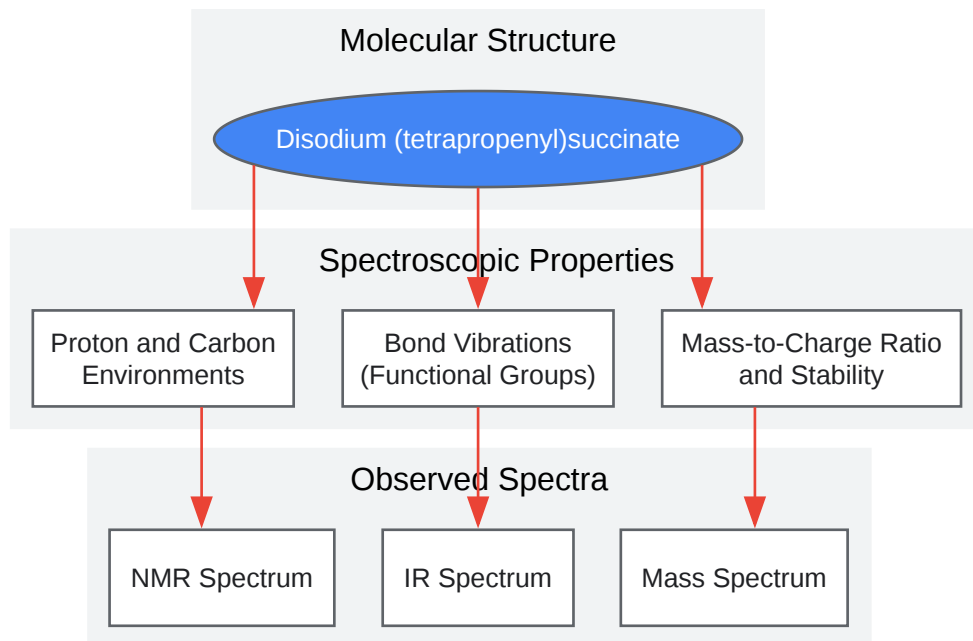 Molecular Structure
Disodium (tetrapropenyl)succinate
Spectroscopic Properties
Proton and Carbon
Environments
Bond Vibrations
(Functional Groups)
Mass-to-Charge Ratio
and Stability
Observed Spectra
NMR Spectrum
IR Spectrum
Mass Spectrum